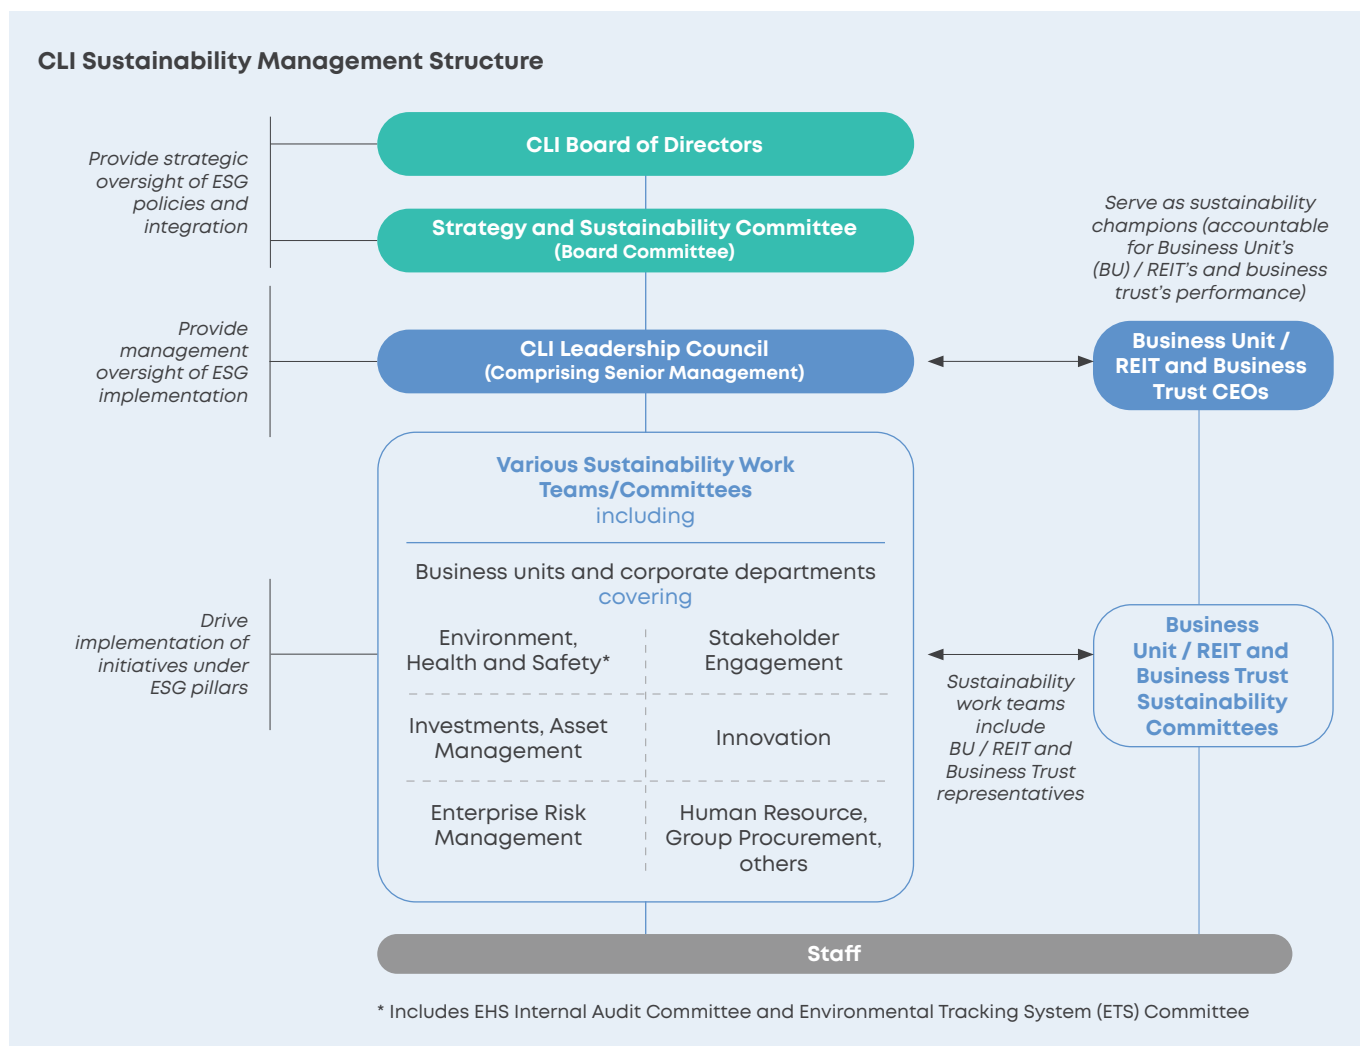 CLI Sustainability Management Structure
Provide strategic
oversight of ESG
policies and
integration
CLI Board of Directors
Strategy and Sustainability Committee
(Board Committee)
Serve as sustainability
champions (accountable
for Business Unit's
(BU) / REIT's and business
trust's performance)
Provide
management
oversight of ESG
implementation
CLI Leadership Council
(Comprising Senior Management)
Business Unit /
REIT and Business
Trust CEOs
Various Sustainability Work
Teams/Committees
including
Business units and corporate departments
covering
Drive
implementation of
initiatives under
ESG pillars
Environment,
Health and Safety*
Stakeholder
Engagement
Investments, Asset
Management
Innovation
Enterprise Risk
Management
Human Resource,
Group Procurement,
others
Business
Unit / REIT and
Business Trust
Sustainability
Committees
Sustainability
work teams
include
BU / REIT and
Business Trust
representatives
Staff
* Includes EHS Internal Audit Committee and Environmental Tracking System (ETS) Committee